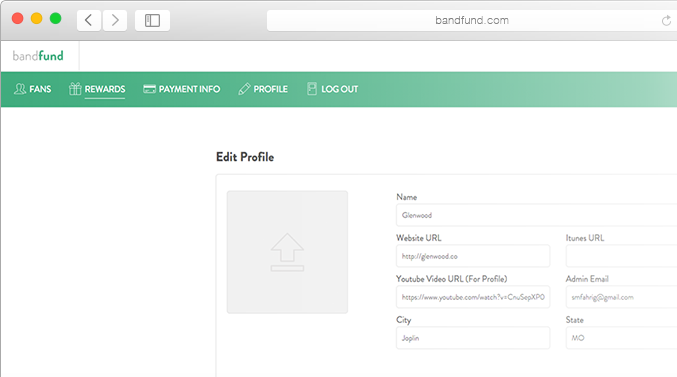 bandfund.com
bandfund
FANS REWARDS PAYMENT INFO PROFILE LOG OUT
Edit Profile
Name
Glenwood
Website URL Itunes URL
http://glenwood.co
Youtube Video URL (For Profile) Admin Email
https://www.youtube.com/watch?v=CnuSepXP0 smfahrig@gmail.com
City State
Joplin MO